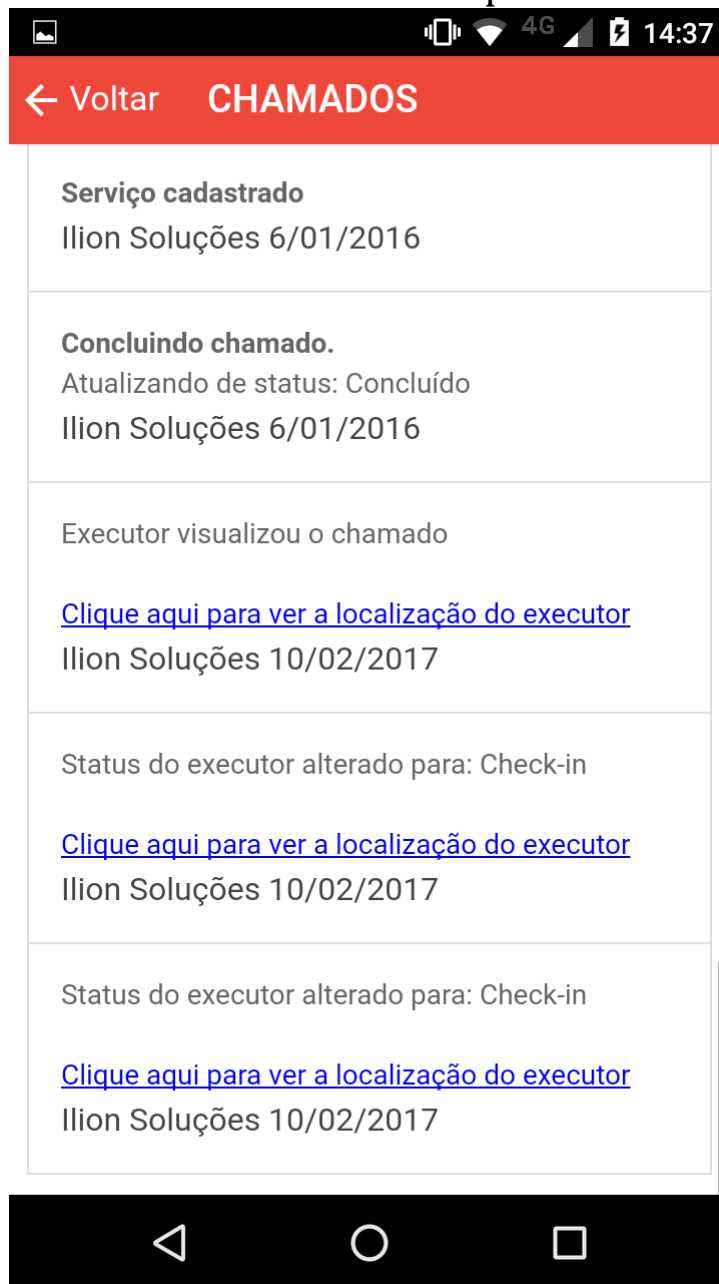 4G 14:37
Voltar CHAMADOS
Serviço cadastrado
Ilion Soluções 6/01/2016
Concluindo chamado.
Atualizando de status: Concluído
Ilion Soluções 6/01/2016
Executor visualizou o chamado
Clique aqui para ver a localização do executor
Ilion Soluções 10/02/2017
Status do executor alterado para: Check-in
Clique aqui para ver a localização do executor
Ilion Soluções 10/02/2017
Status do executor alterado para: Check-in
Clique aqui para ver a localização do executor
Ilion Soluções 10/02/2017